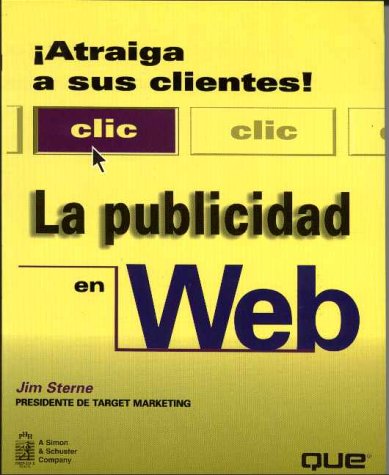 ¡Atraiga
a sus clientes!
clic
clic
La publicidad
en
Web
Jim Sterne
PRESIDENTE DE TARGET MARKETING
A Simon
& Schuster
Company
QUE